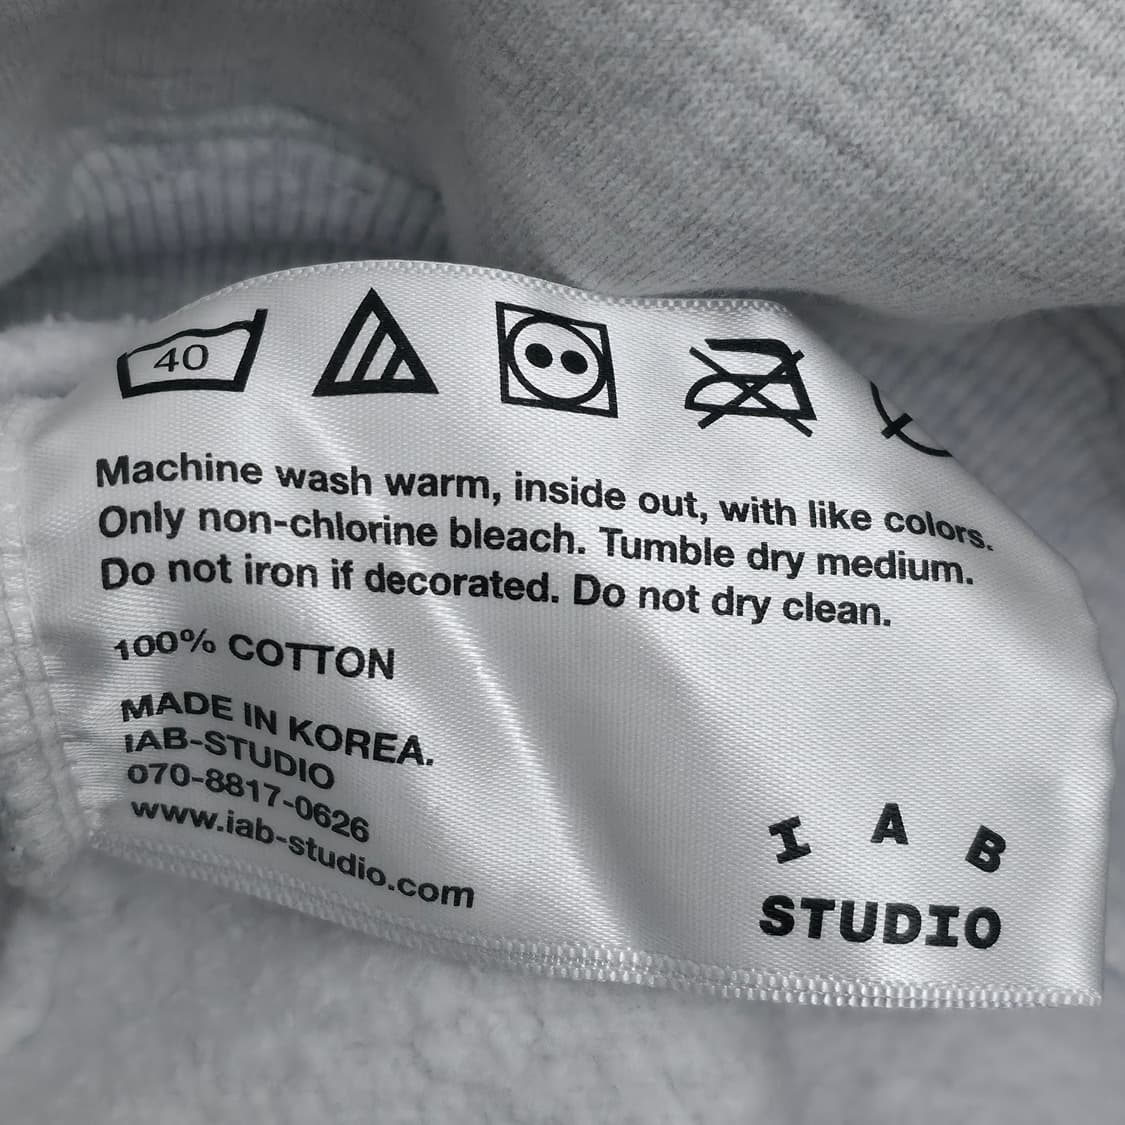 40
Machine wash warm, inside out, with like colors.
Only non-chlorine bleach. Tumble dry medium.
Do not iron if decorated. Do not dry clean.
100% COTTON
MADE IN KOREA.
IAB-STUDIO
070-8817-0626
www.iab-studio.com
I A B
STUDIO